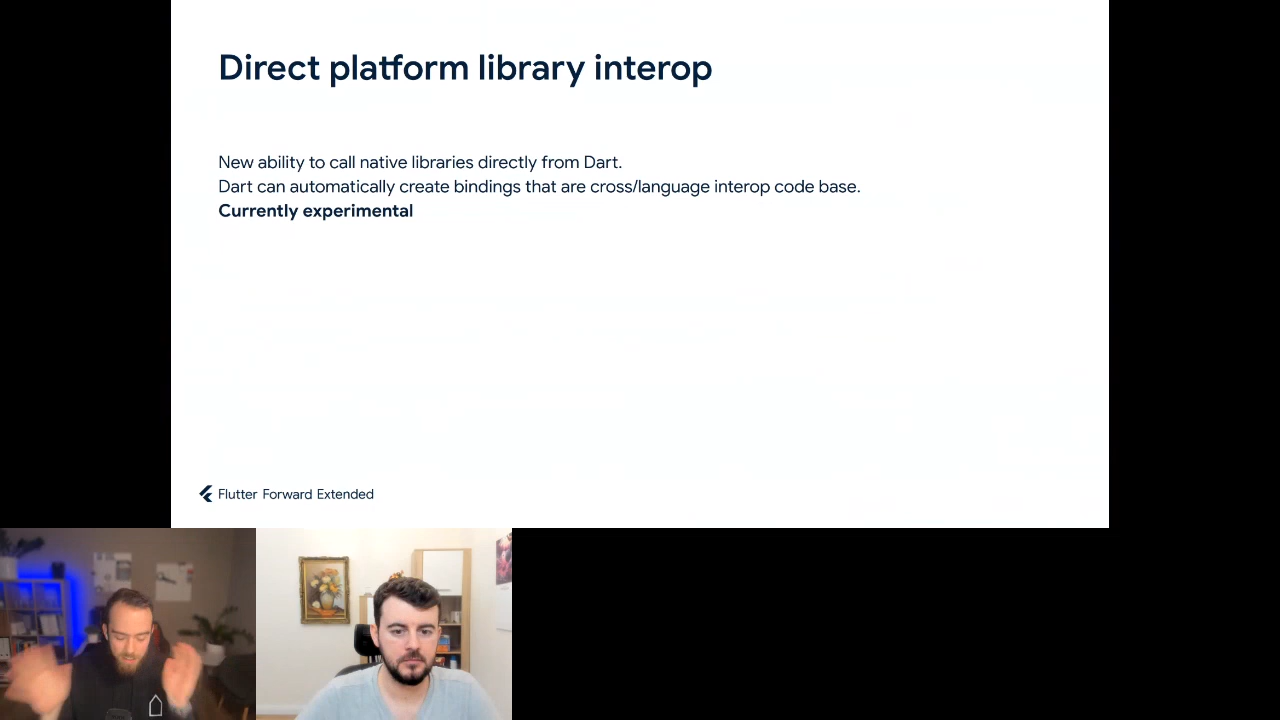 Direct platform library interop
New ability to call native libraries directly from Dart.
Dart can automatically create bindings that are cross/language interop code base.
Currently experimental
Flutter Forward Extended